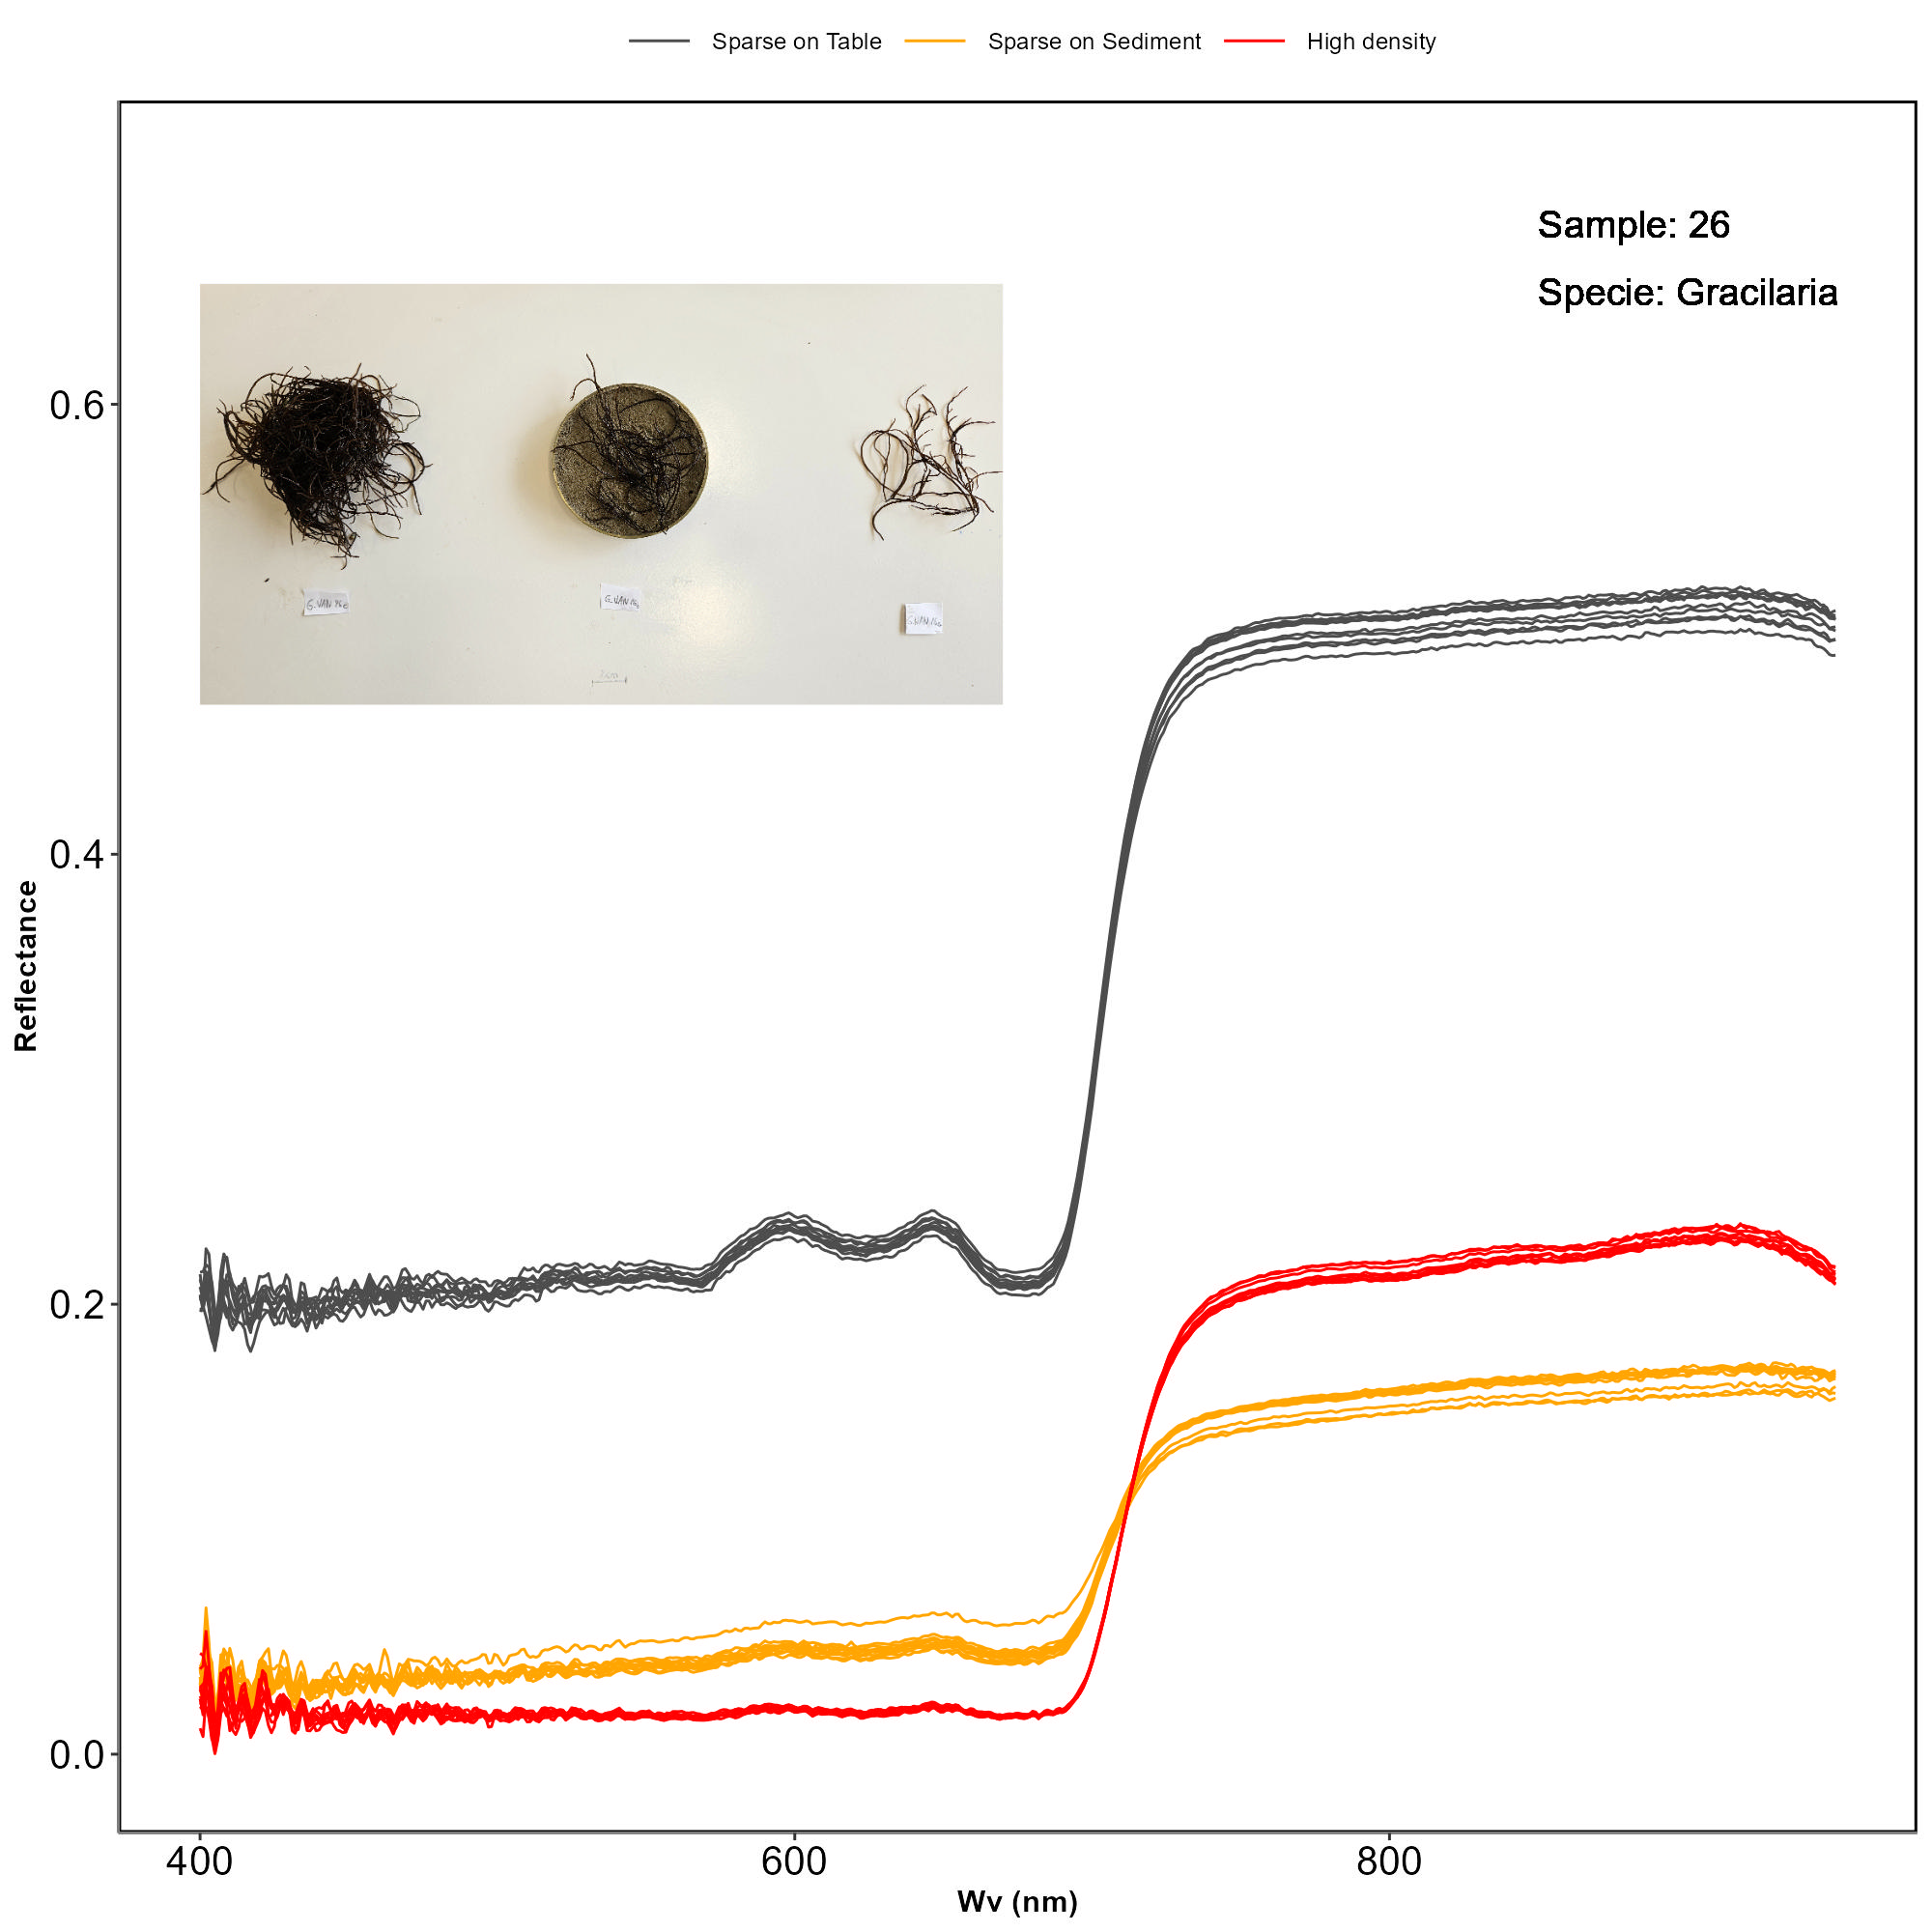 Sparse on Table Sparse on Sediment High density
Sample: 26
Specie: Gracilaria
0.6
0.4
0.2
0.0
Reflectance
400 600 800
Wv (nm)